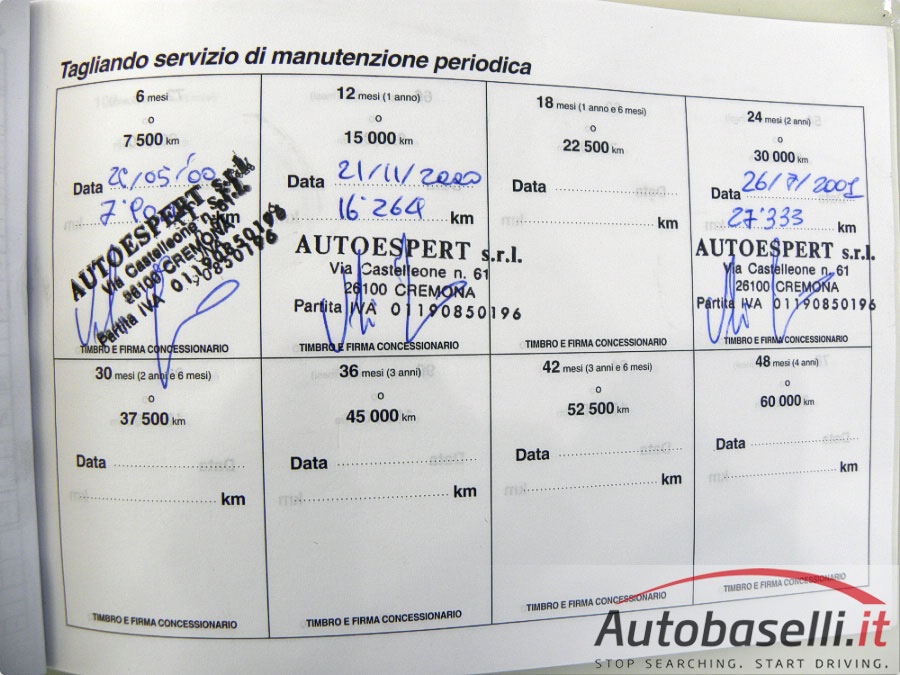 Tagliando servizio di manutenzione periodica
6 mesi
o
7 500 km
Data /05/00
km
AUTOESPERT s.r.l.
Via Castelleone n.
26100 CREMONA
Partita IVA 01190850196
TIMBRO E FIRMA CONCESSIONARIO
12 mesi (1 anno)
o
15 000 km
Data 21/11/2000
16˙264 km
AUTOESPERT s.r.l.
Via Castelleone n. 61
26100 CREMONA
Partita IVA 01190850196
TIMBRO E FIRMA CONCESSIONARIO
18 mesi (1 anno e 6 mesi)
o
22 500 km
Data
km
TIMBRO E FIRMA CONCESSIONARIO
24 mesi (2 anni)
o
30 000 km
Data 26/7/2001
27˙333 km
AUTOESPERT s.r.l.
Via Castelleone n. 61
26100 CREMONA
Partita IVA 01190850196
TIMBRO E FIRMA CONCESSIONARIO
30 mesi (2 anni e 6 mesi)
o
37 500 km
Data
km
TIMBRO E FIRMA CONCESSIONARIO
36 mesi (3 anni)
o
45 000 km
Data
km
TIMBRO E FIRMA CONCESSIONARIO
42 mesi (3 anni e 6 mesi)
o
52 500 km
Data
km
TIMBRO E FIRMA CONCESSIONARIO
48 mesi (4 anni)
o
60 000 km
Data
km
TIMBRO E FIRMA CONCESSIONARIO
Autobaselli.it
STOP SEARCHING. START DRIVING.